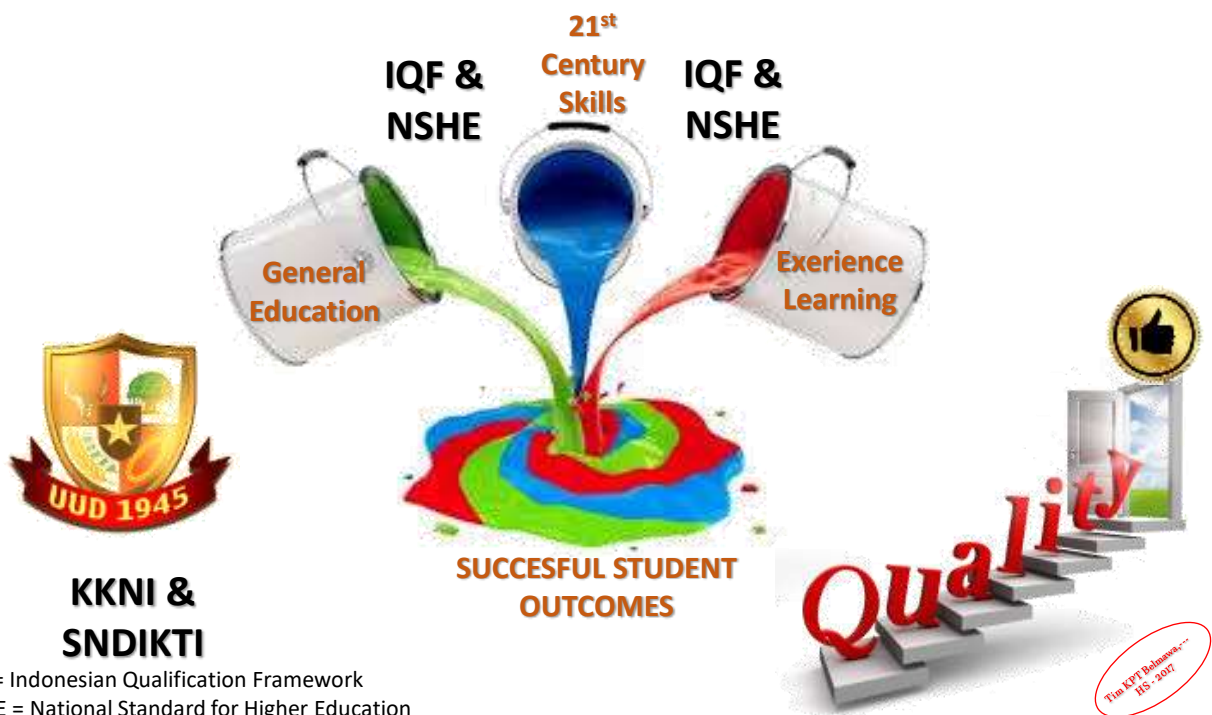 21st
Century
Skills
IQF &
NSHE
IQF &
NSHE
General
Education
Exerience
Learning
UUD 1945
SUCCESFUL STUDENT
OUTCOMES
Quality
KKNI &
SNDIKTI
= Indonesian Qualification Framework
E = National Standard for Higher Education
Tim KPT Belmawa,...
HS - 2017